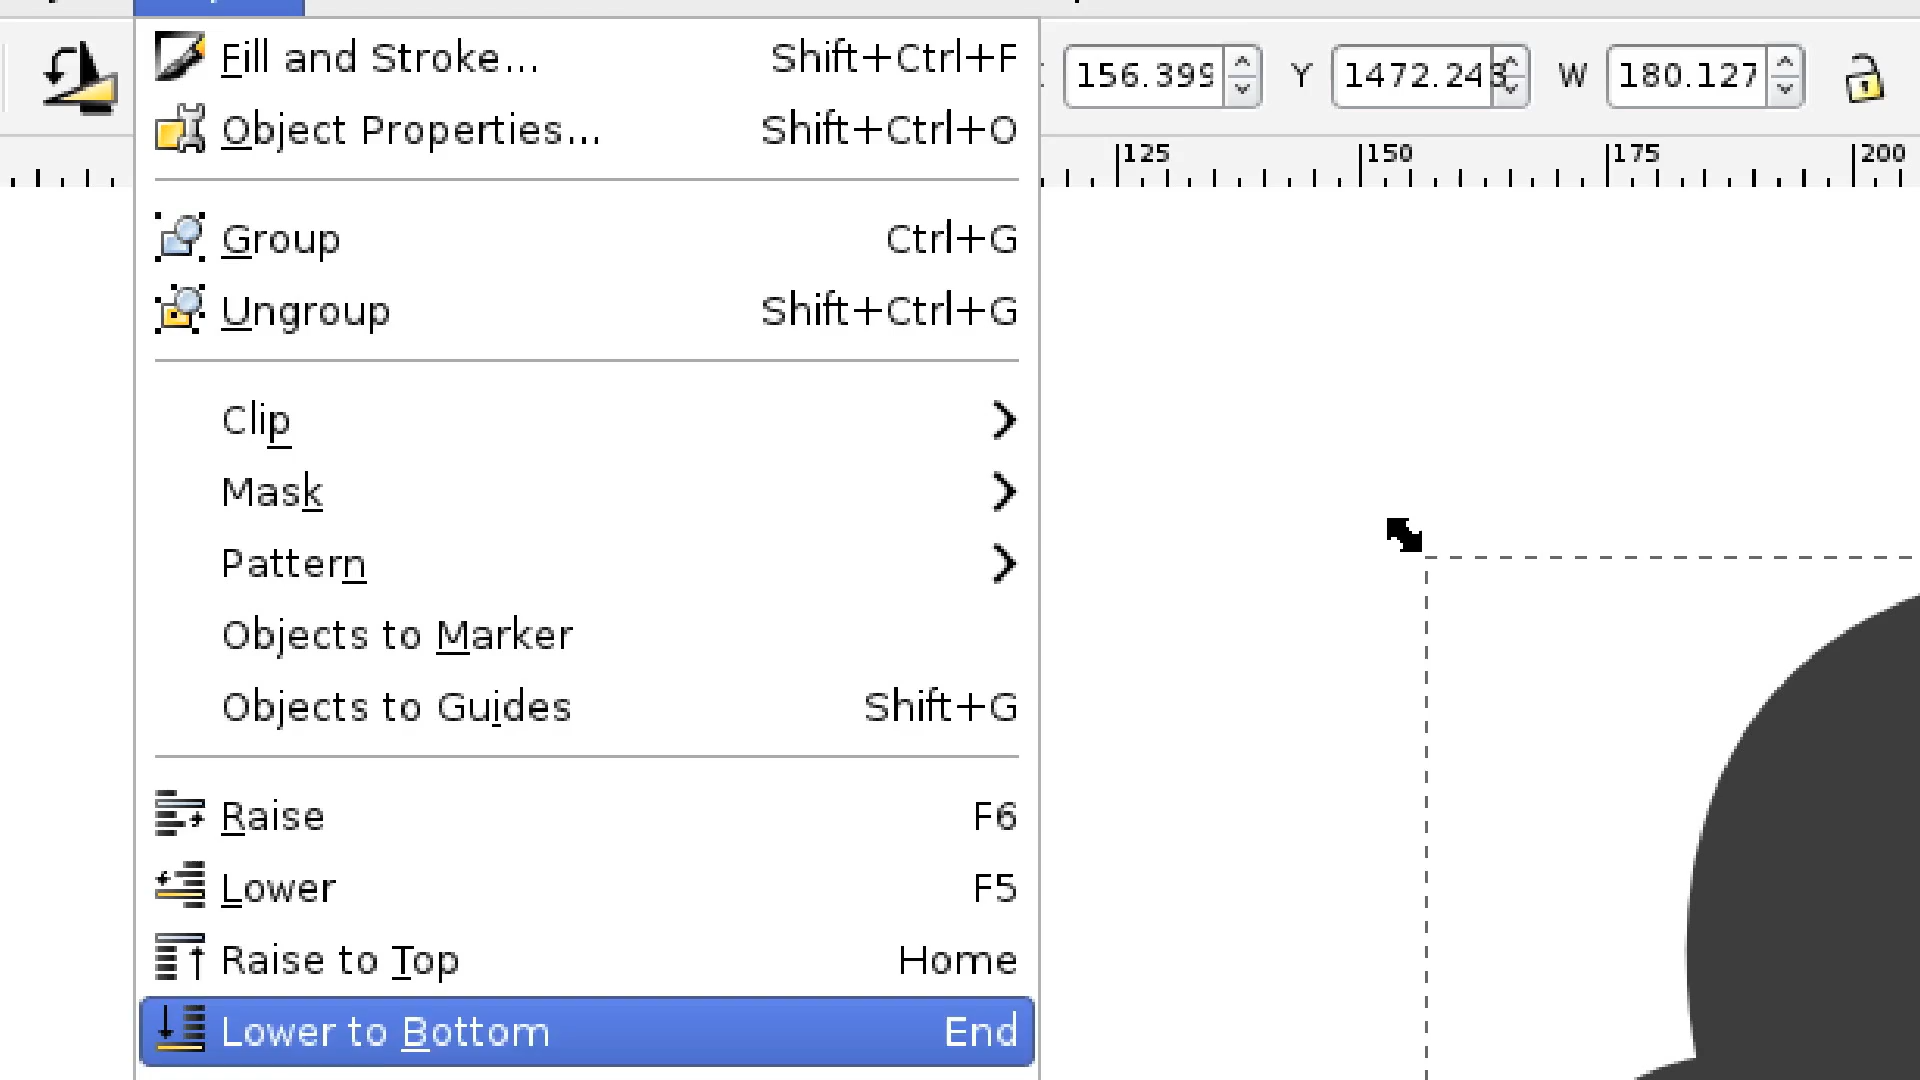 Fill and Stroke... Shift+Ctrl+F
156.399 Y 1472.243 W 180.127
Object Properties... Shift+Ctrl+O
125 150 175 200
Group Ctrl+G
Ungroup Shift+Ctrl+G
Clip
Mask
Pattern
Objects to Marker
Objects to Guides Shift+G
Raise F6
Lower F5
Raise to Top Home
Lower to Bottom End